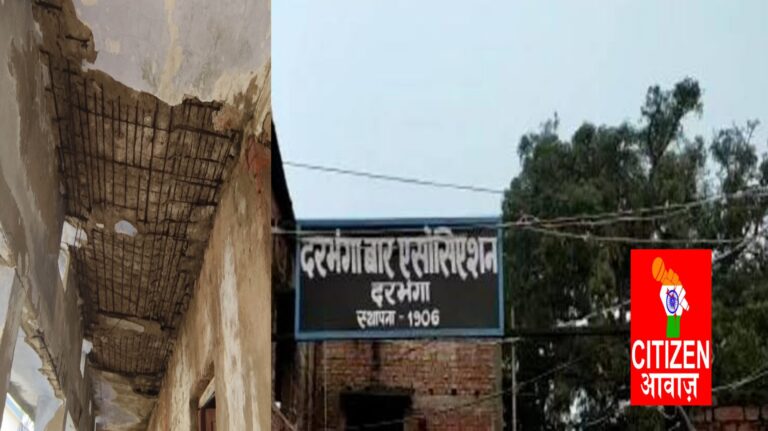 दरभंगा बार एसोसिएशन
दरभंगा
स्थापना - 1906
CITIZEN
आवाज़